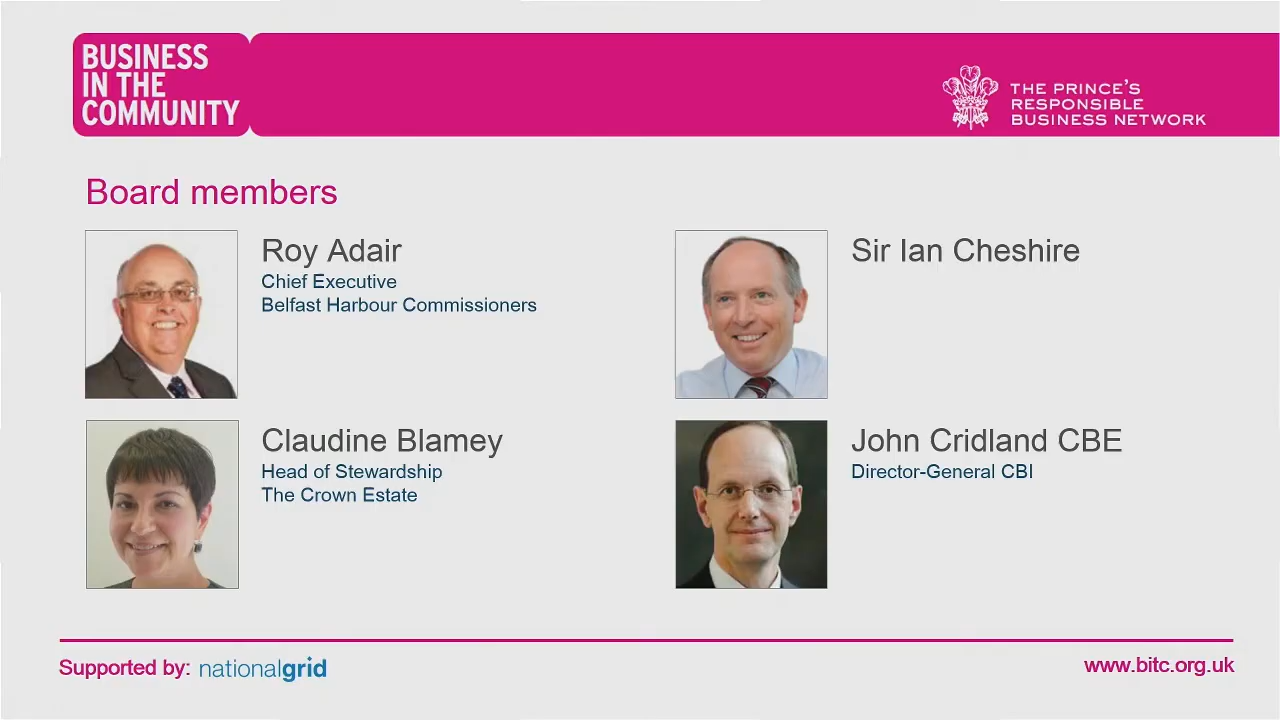 BUSINESS
IN THE
COMMUNITY
THE PRINCE'S
RESPONSIBLE
BUSINESS NETWORK
Board members
Roy Adair
Chief Executive
Belfast Harbour Commissioners
Sir Ian Cheshire
Claudine Blamey
Head of Stewardship
The Crown Estate
John Cridland CBE
Director-General CBI
Supported by: nationalgrid
www.bitc.org.uk